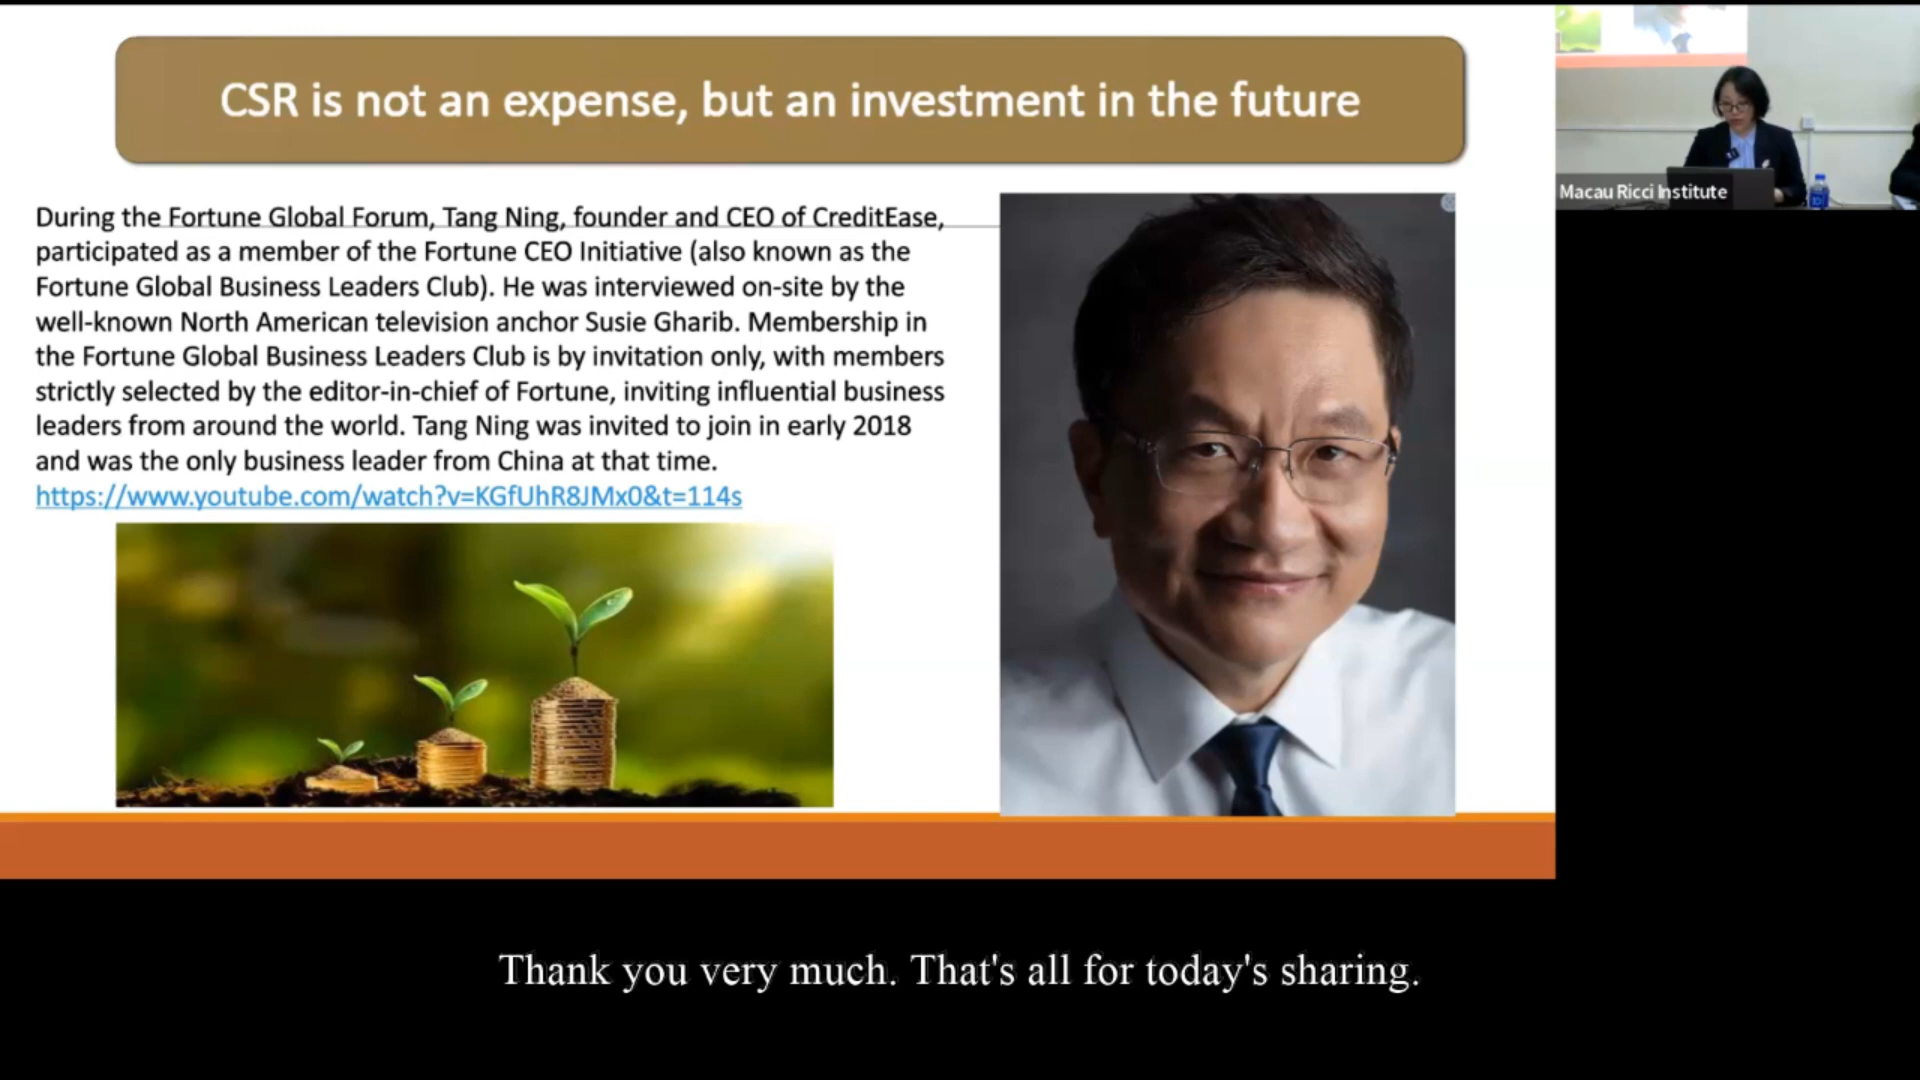 CSR is not an expense, but an investment in the future
During the Fortune Global Forum, Tang Ning, founder and CEO of CreditEase,
participated as a member of the Fortune CEO Initiative (also known as the
Fortune Global Business Leaders Club). He was interviewed on-site by the
well-known North American television anchor Susie Gharib. Membership in
the Fortune Global Business Leaders Club is by invitation only, with members
strictly selected by the editor-in-chief of Fortune, inviting influential business
leaders from around the world. Tang Ning was invited to join in early 2018
and was the only business leader from China at that time.
https://www.youtube.com/watch?v=KGfUhR8JMx0&t=114s
Macau Ricci Institute
Thank you very much. That's all for today's sharing.